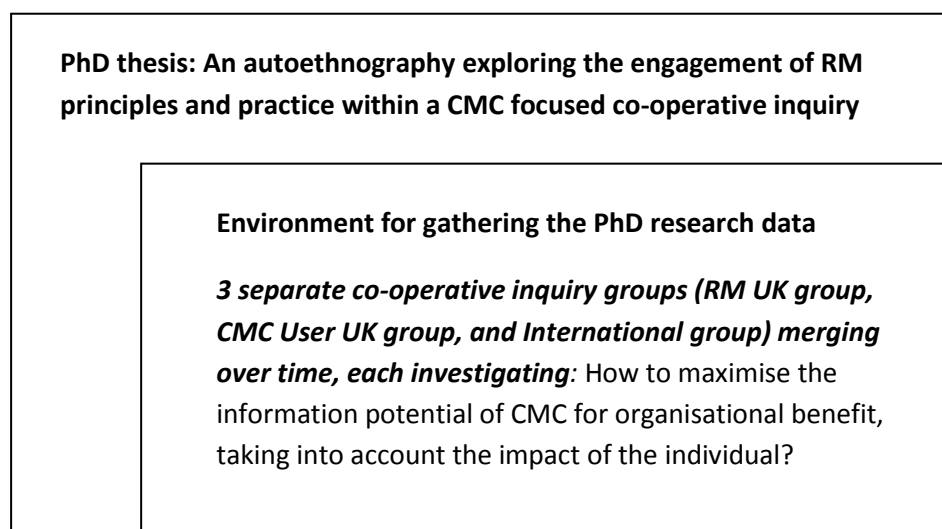 PhD thesis: An autoethnography exploring the engagement of RM
principles and practice within a CMC focused co-operative inquiry
Environment for gathering the PhD research data
3 separate co-operative inquiry groups (RM UK group,
CMC User UK group, and International group) merging
over time, each investigating: How to maximise the
information potential of CMC for organisational benefit,
taking into account the impact of the individual?